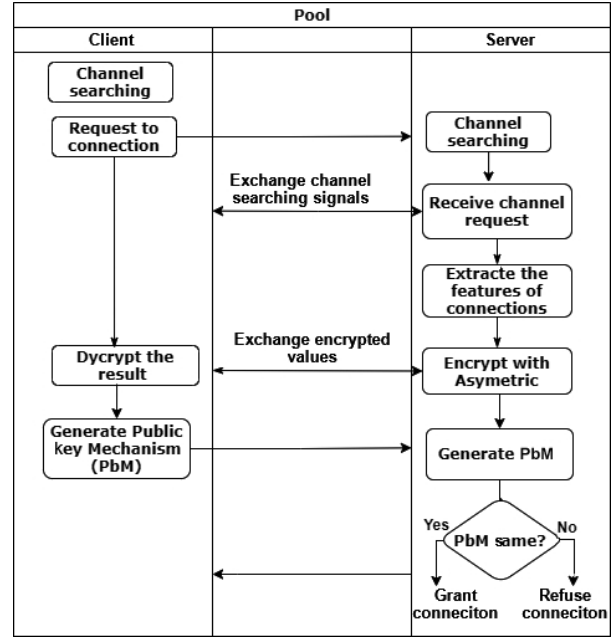 Pool
Client
Server
Channel
searching
Request to
connection
Channel
searching
Exchange channel
searching signals
Receive channel
request
Extracte the
features of
connections
Exchange encrypted
values
Dycrypt the
result
Encrypt with
Asymetric
Generate Public
key Mechanism
(PbM)
Generate PbM
Yes
No
PbM same?
Grant
conneciton
Refuse
conneciton